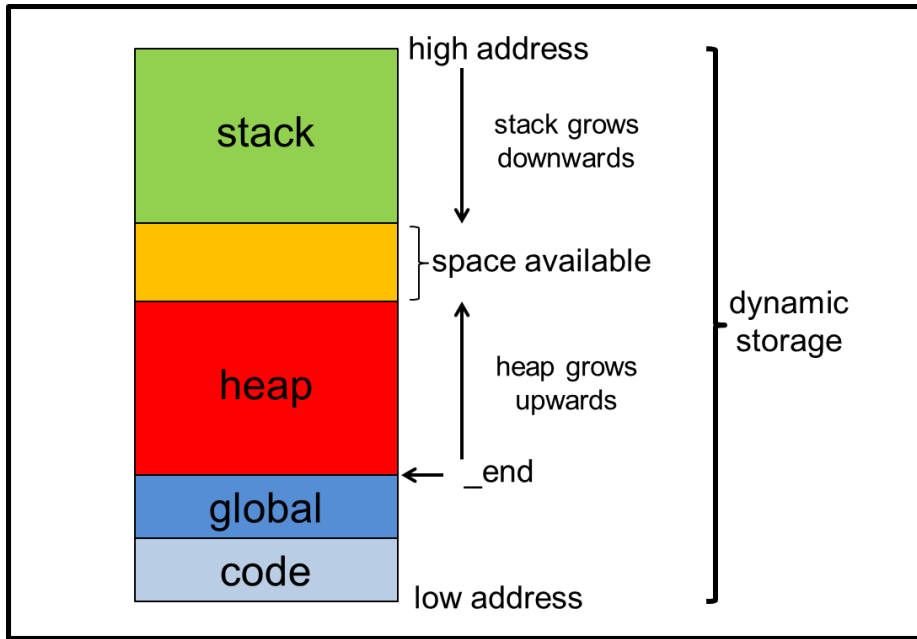 high address
stack
stack grows
downwards
space available
dynamic
storage
heap
heap grows
upwards
_end
global
code
low address